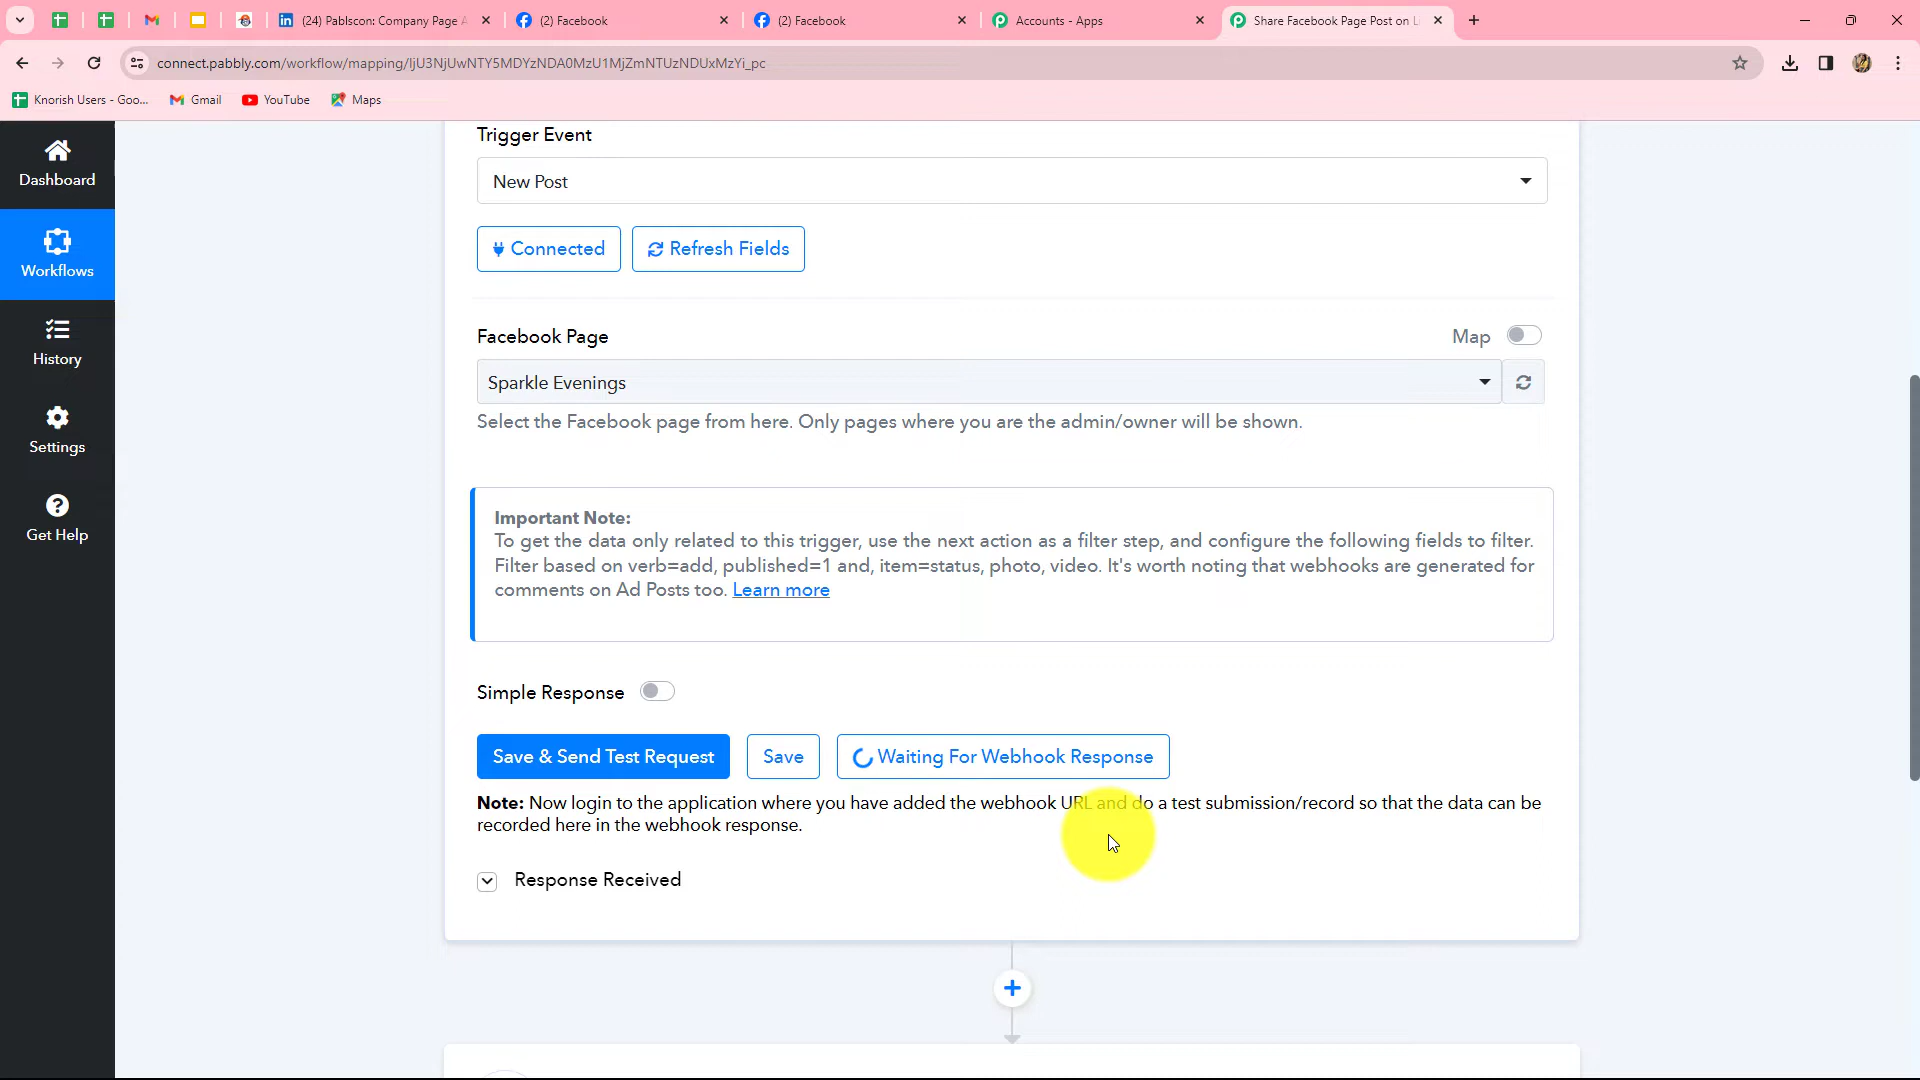 (24) Pablscon: Company Page A
(2) Facebook
(2) Facebook
Accounts - Apps
Share Facebook Page Post on Li
connect.pabbly.com/workflow/mapping/IjU3NjUwNTY5MDYzNDA0MzU1MjZmNTUzNDUxMzYi_pc
Knorish Users - Goo...
Gmail
YouTube
Maps
Dashboard
Workflows
History
Settings
Get Help
Trigger Event
New Post
Connected
Refresh Fields
Facebook Page
Map
Sparkle Evenings
Select the Facebook page from here. Only pages where you are the admin/owner will be shown.
Important Note:
To get the data only related to this trigger, use the next action as a filter step, and configure the following fields to filter.
Filter based on verb=add, published=1 and, item=status, photo, video. It's worth noting that webhooks are generated for
comments on Ad Posts too. Learn more
Simple Response
Save & Send Test Request
Save
Waiting For Webhook Response
Note: Now login to the application where you have added the webhook URL and do a test submission/record so that the data can be
recorded here in the webhook response.
Response Received